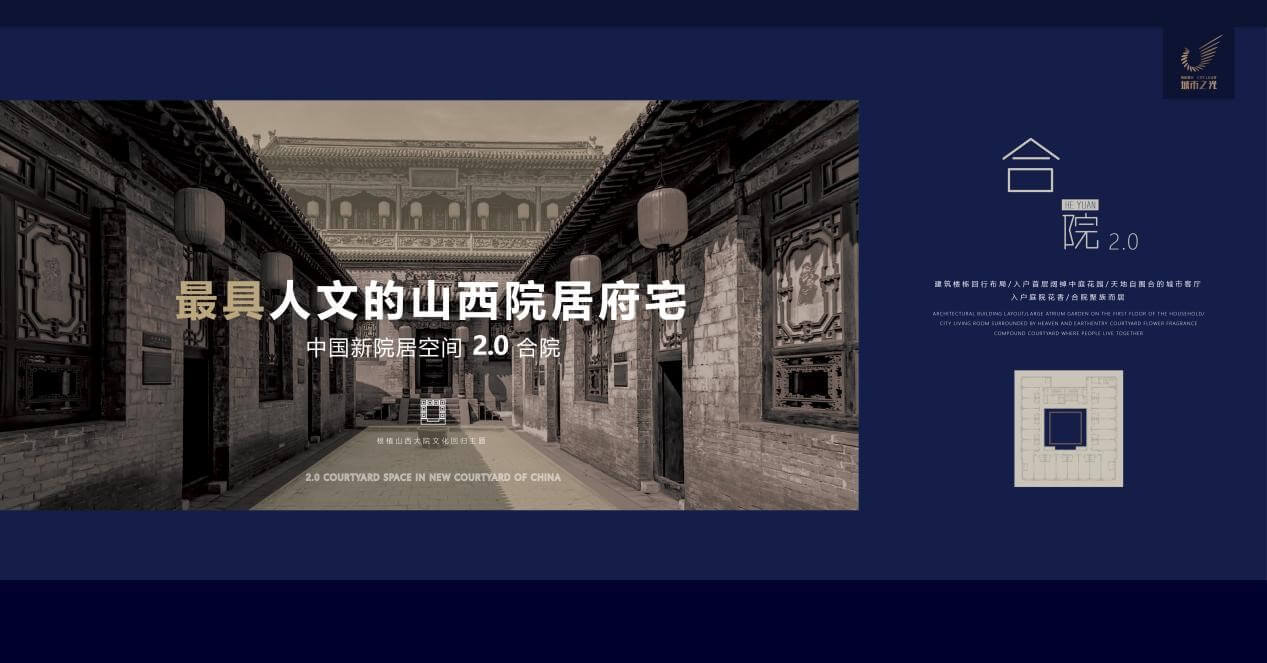 城市之光
最具人文的山西院居府宅
中国新院居空间 2.0 合院
根植山西大院文化回归主题
2.0 COURTYARD SPACE IN NEW COURTYARD OF CHINA
合
HE YUAN
院 2.0
建筑楼栋回行布局/入户首层阔绰中庭花园/天地自围合的城市客厅
入户庭院花香/合院聚族而居
ARCHITECTURAL BUILDING LAYOUT/LARGE ATRIUM GARDEN ON THE FIRST FLOOR OF THE HOUSEHOLD/
CITY LIVING ROOM SURROUNDED BY HEAVEN AND EARTHENTRY COURTYARD FLOWER FRAGRANCE
COMPOUND COURTYARD WHERE PEOPLE LIVE TOGETHER